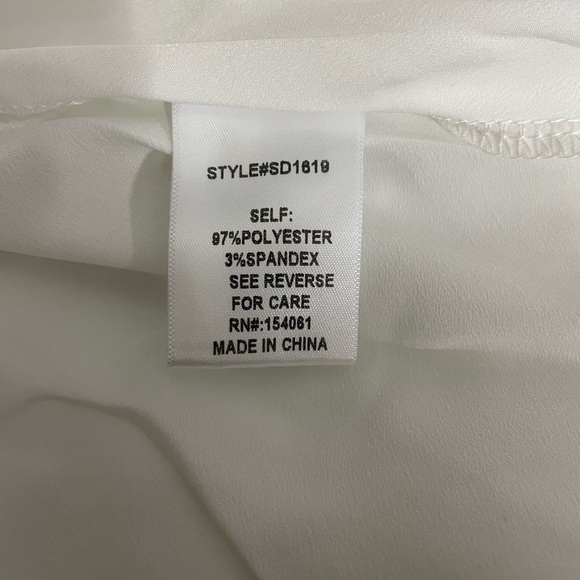 STYLE#SD1619
SELF:
97%POLYESTER
3%SPANDEX
SEE REVERSE
FOR CARE
RN#:154061
MADE IN CHINA